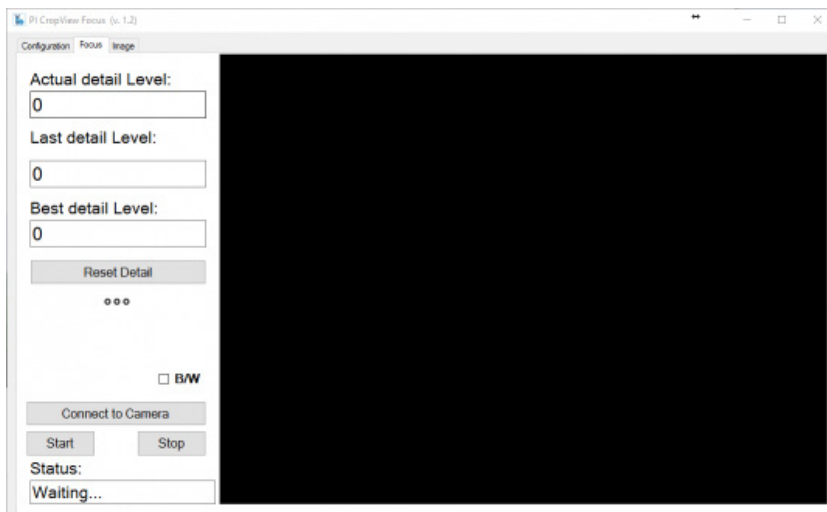 PI CropView Focus (v. 1.2)
Configuration Focus Image
Actual detail Level:
0
Last detail Level:
0
Best detail Level:
0
Reset Detail
B/W
Connect to Camera
Start Stop
Status:
Waiting...